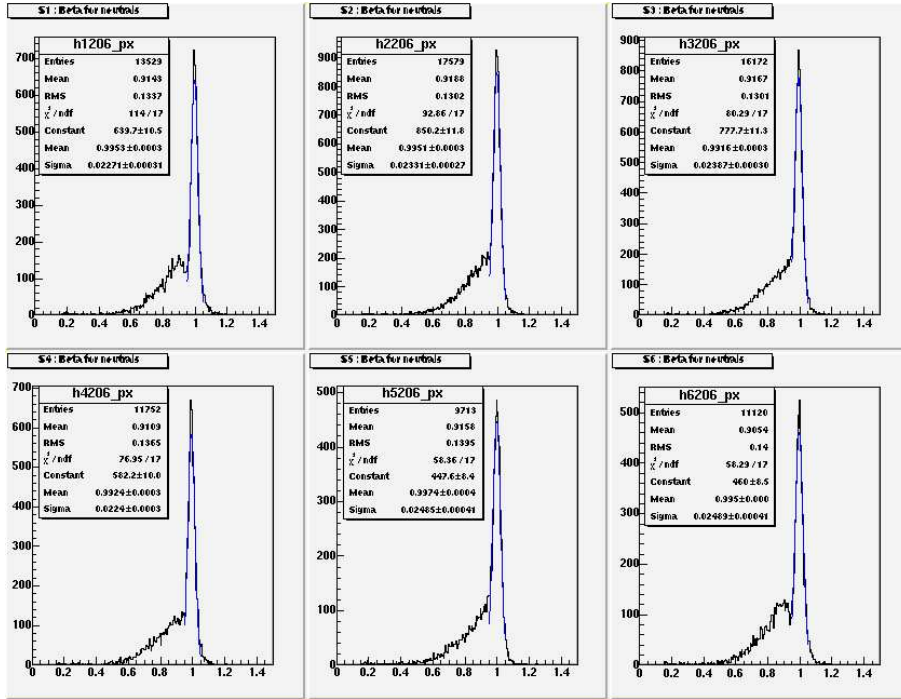 S1 : Beta for neutrals
h1206_px
Entries 13529
Mean 0.9143
RMS 0.1337
χ² / ndf 114 / 17
Constant 639.7±10.5
Mean 0.9953±0.0003
Sigma 0.02271±0.00031
700
600
500
400
300
200
100
0
0 0.2 0.4 0.6 0.8 1 1.2 1.4
S2 : Beta for neutrals
h2206_px
Entries 17579
Mean 0.9188
RMS 0.1302
χ² / ndf 92.86 / 17
Constant 850.2±11.8
Mean 0.9951±0.0003
Sigma 0.02331±0.00027
900
800
700
600
500
400
300
200
100
0
0 0.2 0.4 0.6 0.8 1 1.2 1.4
S3 : Beta for neutrals
h3206_px
Entries 16172
Mean 0.9167
RMS 0.1301
χ² / ndf 80.29 / 17
Constant 777.7±11.3
Mean 0.9916±0.0003
Sigma 0.02387±0.00030
900
800
700
600
500
400
300
200
100
0
0 0.2 0.4 0.6 0.8 1 1.2 1.4
S4 : Beta for neutrals
h4206_px
Entries 11752
Mean 0.9109
RMS 0.1365
χ² / ndf 76.95 / 17
Constant 582.2±10.0
Mean 0.9924±0.0003
Sigma 0.0224±0.0003
700
600
500
400
300
200
100
0
0 0.2 0.4 0.6 0.8 1 1.2 1.4
S5 : Beta for neutrals
h5206_px
Entries 9713
Mean 0.9158
RMS 0.1395
χ² / ndf 58.36 / 17
Constant 447.6±8.4
Mean 0.9974±0.0004
Sigma 0.02485±0.00041
500
400
300
200
100
0
0 0.2 0.4 0.6 0.8 1 1.2 1.4
S6 : Beta for neutrals
h6206_px
Entries 11120
Mean 0.9054
RMS 0.14
χ² / ndf 58.29 / 17
Constant 460±8.5
Mean 0.995±0.000
Sigma 0.02489±0.00041
500
400
300
200
100
0
0 0.2 0.4 0.6 0.8 1 1.2 1.4